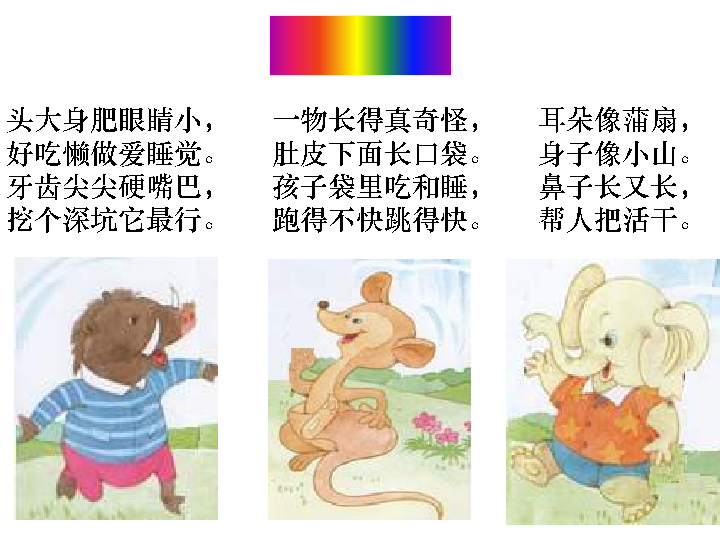 头大身肥眼睛小，
好吃懒做爱睡觉。
牙齿尖尖硬嘴巴，
挖个深坑它最行。
一物长得真奇怪，
肚皮下面长口袋。
孩子袋里吃和睡，
跑得不快跳得快。
耳朵像蒲扇，
身子像小山。
鼻子长又长，
帮人把活干。